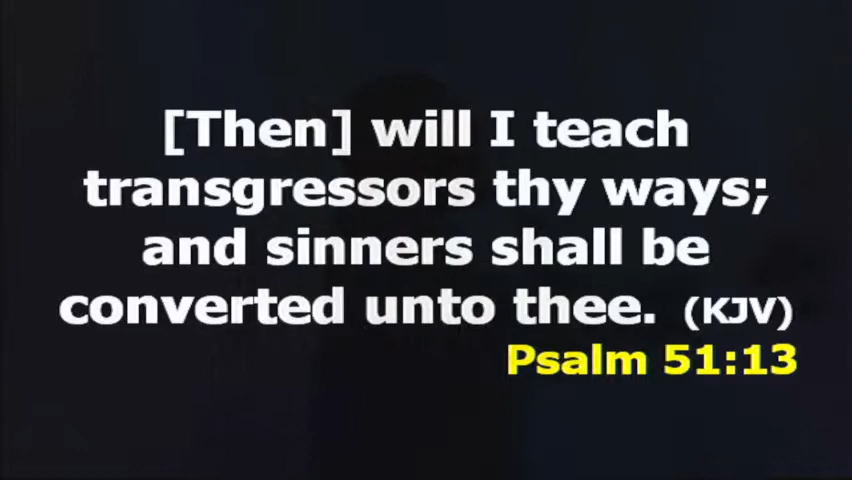 [Then] will I teach
transgressors thy ways;
and sinners shall be
converted unto thee. (KJV)
Psalm 51:13